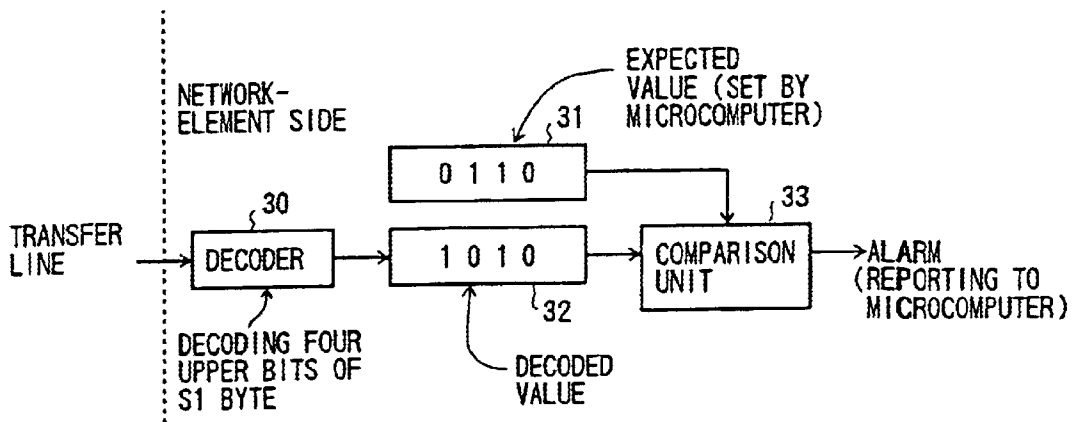 NETWORK-
ELEMENT SIDE
EXPECTED
VALUE (SET BY
MICROCOMPUTER)
31
0 1 1 0
TRANSFER
LINE
30
DECODER
1 0 1 0
32
33
COMPARISON
UNIT
ALARM
(REPORTING TO
MICROCOMPUTER)
DECODING FOUR
UPPER BITS OF
S1 BYTE
DECODED
VALUE